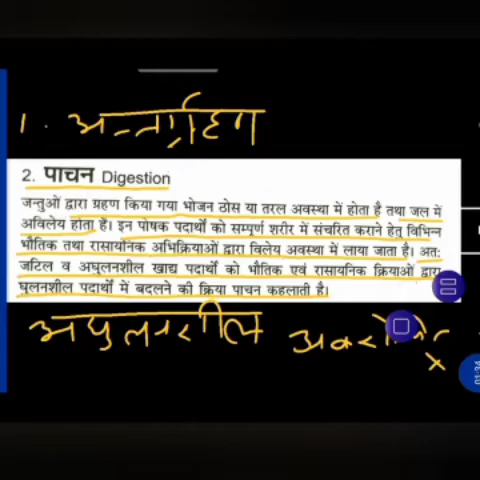 1. अन्तर्ग्रहण
2. पाचन Digestion
जन्तुओं द्वारा ग्रहण किया गया भोजन ठोस या तरल अवस्था में होता है तथा जल में
अविलेय होता है। इन पोषक पदार्थों को सम्पूर्ण शरीर में संचरित कराने हेतु विभिन्न
भौतिक तथा रासायनिक अभिक्रियाओं द्वारा विलेय अवस्था में लाया जाता है। अतः
जटिल व अघुलनशील खाद्य पदार्थों को भौतिक एवं रासायनिक क्रियाओं द्वारा
घुलनशील पदार्थों में बदलने की क्रिया पाचन कहलाती है।
अघुलनशील
01:34